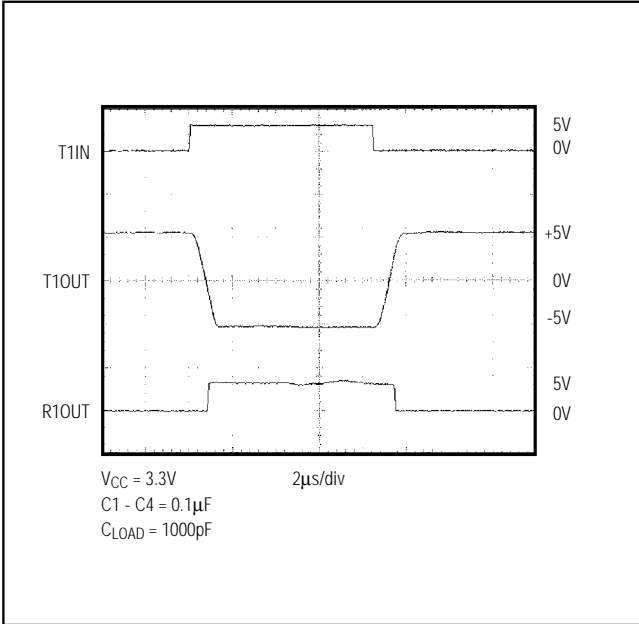 5V
T1IN
0V
+5V
T1OUT
0V
-5V
5V
R1OUT
0V
VCC = 3.3V
2μs/div
C1 - C4 = 0.1μF
CLOAD = 1000pF